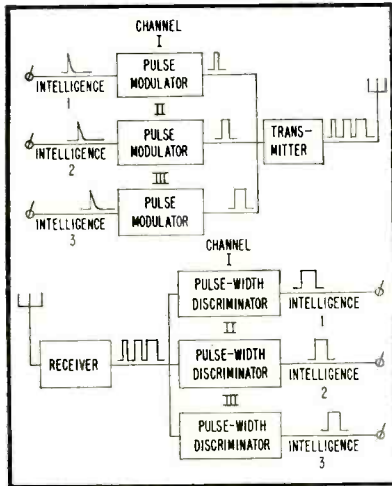 CHANNEL
I
PULSE
MODULATOR
INTELLIGENCE
1
II
PULSE
MODULATOR
INTELLIGENCE
2
TRANS-
MITTER
III
PULSE
MODULATOR
INTELLIGENCE
3
CHANNEL
I
PULSE-WIDTH
DISCRIMINATOR
INTELLIGENCE
1
II
RECEIVER
PULSE-WIDTH
DISCRIMINATOR
INTELLIGENCE
2
III
PULSE-WIDTH
DISCRIMINATOR
INTELLIGENCE
3